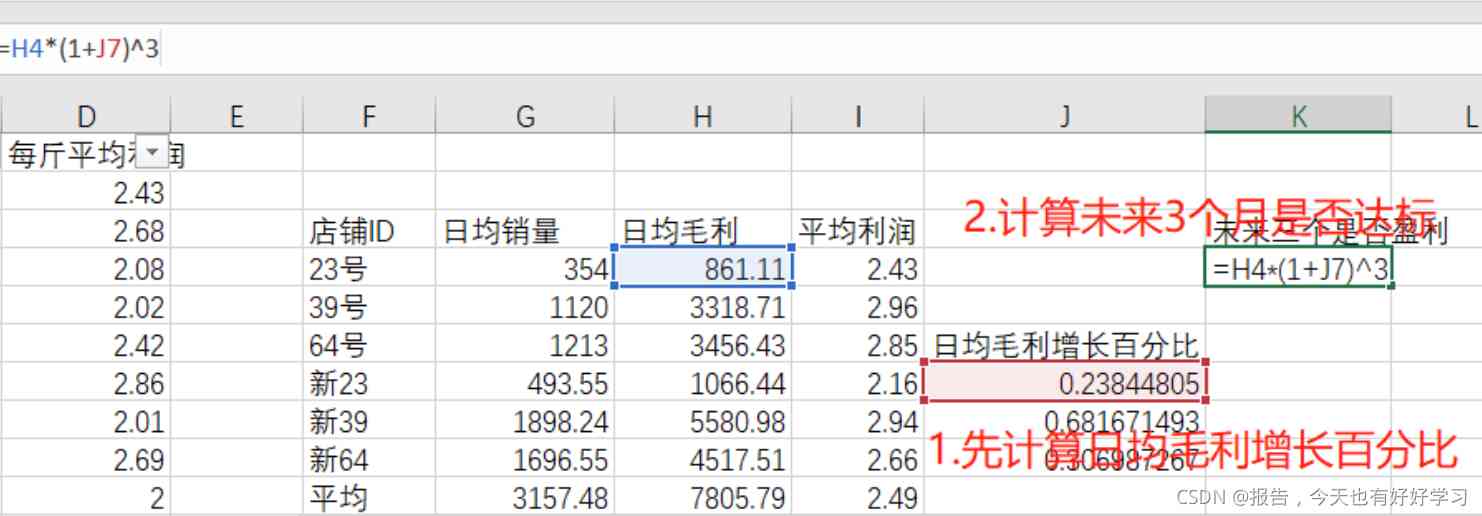 =H4*(1+J7)^3
D E F G H I J K L
每斤平均利润
2.43
2.68 店铺ID 日均销量 日均毛利 平均利润 未来三个是否盈利
2.计算未来3个月是否达标
2.08 23号 354 861.11 2.43 =H4*(1+J7)^3
2.02 39号 1120 3318.71 2.96
2.42 64号 1213 3456.43 2.85 日均毛利增长百分比
2.86 新23 493.55 1066.44 2.16 0.23844805
2.01 新39 1898.24 5580.98 2.94 0.681671493
1.先计算日均毛利增长百分比
2.69 新64 1696.55 4517.51 2.66 0.306987267
2 平均 3157.48 7805.79 2.49
CSDN @报告，今天也有好好学习